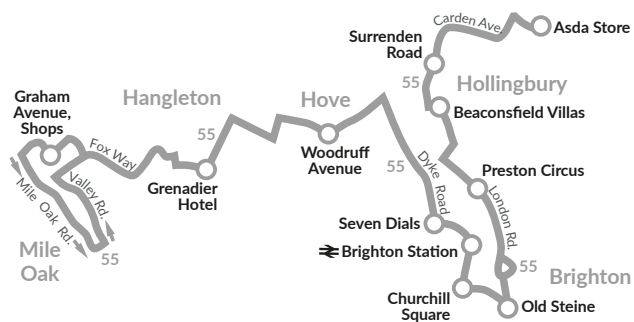 Carden Ave.
Asda Store
Surrenden
Road
55
Hollingbury
Beaconsfield Villas
Graham
Avenue,
Shops
Hangleton
55
Hove
Fox Way
Woodruff
Avenue
55
Dyke Road
Preston Circus
Grenadier
Hotel
Mile Oak Rd.
Valley Rd.
London Rd.
Seven Dials
Mile
Oak
55
Brighton Station
55
Brighton
Churchill
Square
Old Steine